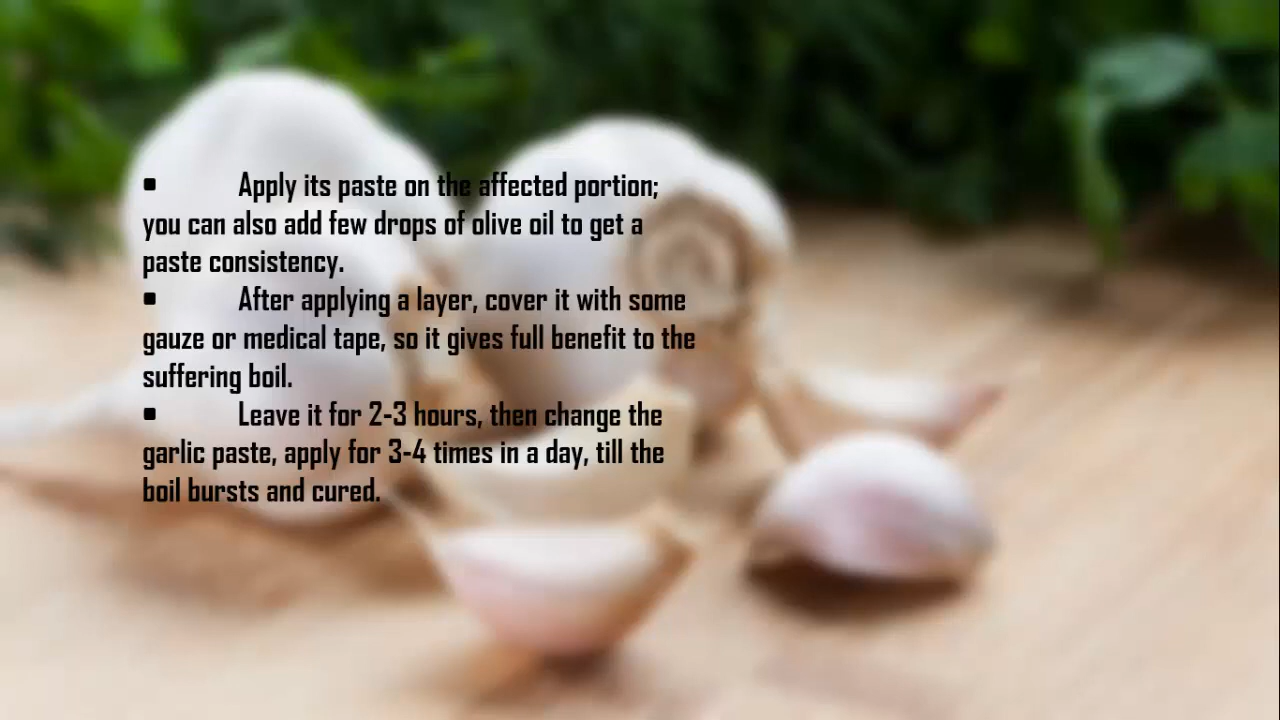 ▪ Apply its paste on the affected portion;
you can also add few drops of olive oil to get a
paste consistency.
▪ After applying a layer, cover it with some
gauze or medical tape, so it gives full benefit to the
suffering boil.
▪ Leave it for 2-3 hours, then change the
garlic paste, apply for 3-4 times in a day, till the
boil bursts and cured.